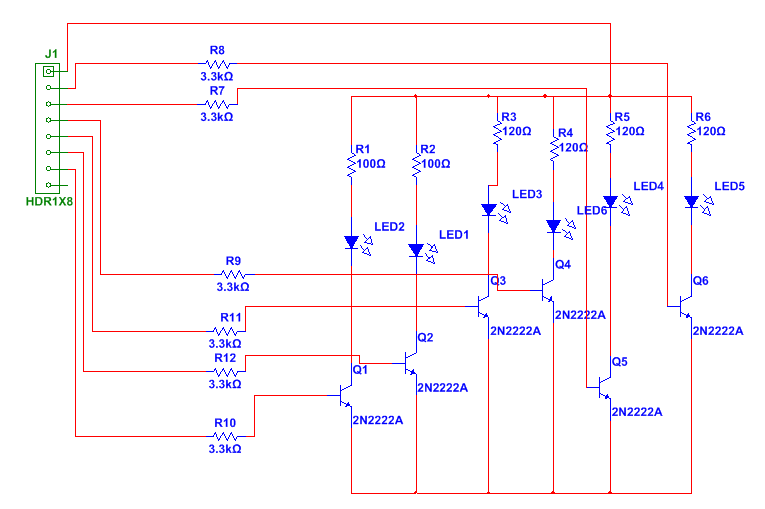 J1
HDR1X8
R8
3.3kΩ
R7
3.3kΩ
R3
120Ω
R4
120Ω
R5
120Ω
R6
120Ω
R1
100Ω
R2
100Ω
LED3
LED4
LED5
LED6
LED2
LED1
R9
3.3kΩ
Q3
Q4
Q6
2N2222A
2N2222A
2N2222A
R11
3.3kΩ
R12
3.3kΩ
Q2
2N2222A
Q5
2N2222A
Q1
2N2222A
R10
3.3kΩ